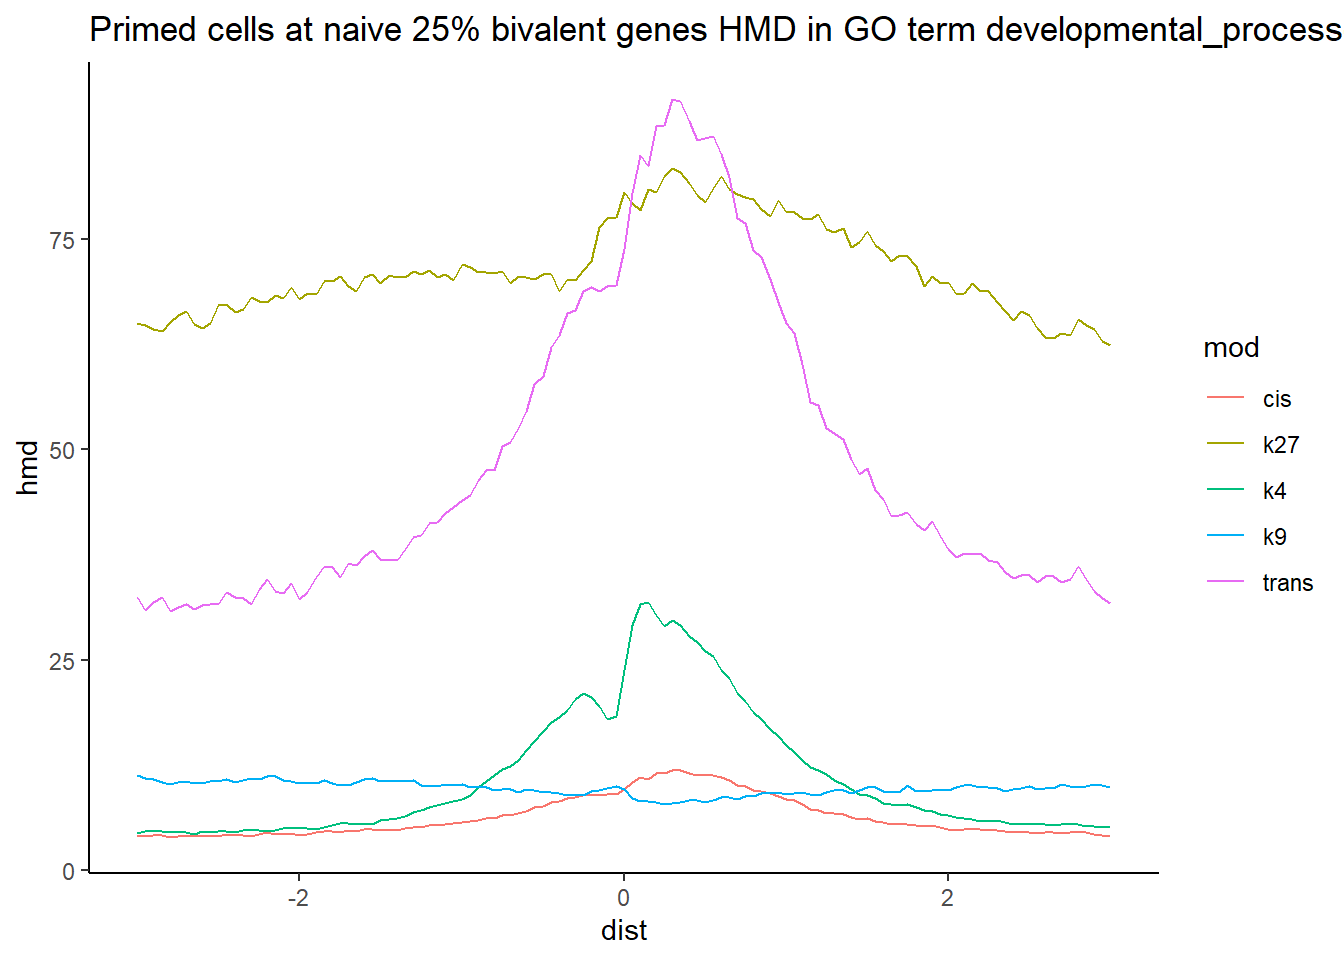 Primed cells at naive 25% bivalent genes HMD in GO term developmental_process
hmd
75
50
25
0
-2
0
2
dist
mod
cis
k27
k4
k9
trans